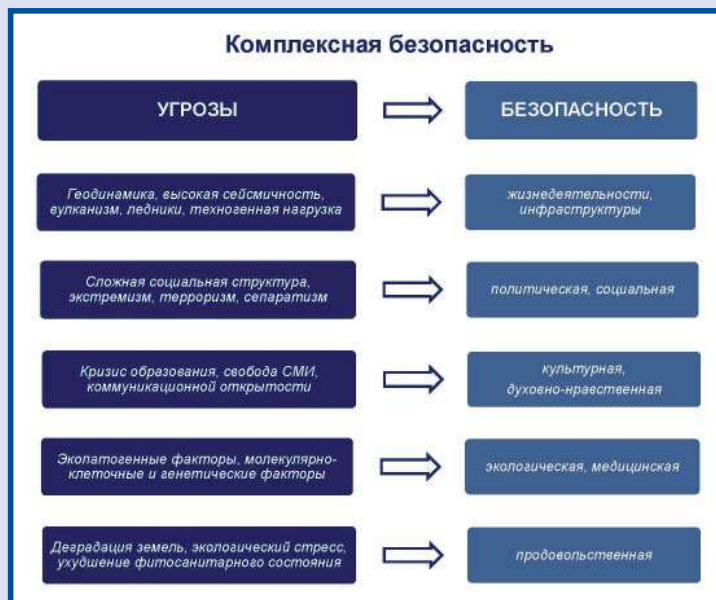 Комплексная безопасность
УГРОЗЫ
БЕЗОПАСНОСТЬ
Геодинамика, высокая сейсмичность,
вулканизм, ледники, техногенная нагрузка
жизнедеятельности,
инфраструктуры
Сложная социальная структура,
экстремизм, терроризм, сепаратизм
политическая, социальная
Кризис образования, свобода СМИ,
коммуникационной открытости
культурная,
духовно-нравственная
Экопатогенные факторы, молекулярно-
клеточные и генетические факторы
экологическая, медицинская
Деградация земель, экологический стресс,
ухудшение фитосанитарного состояния
продовольственная